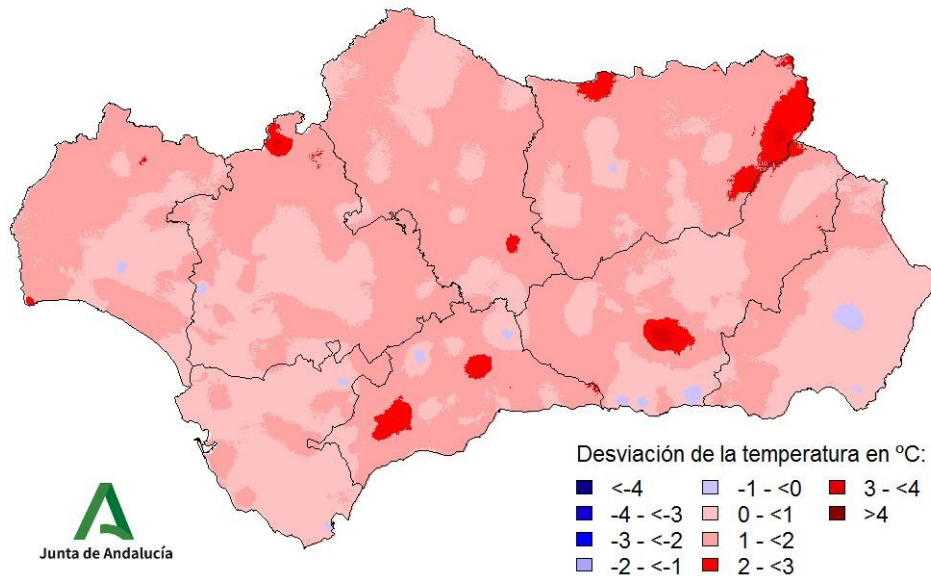 Desviación de la temperatura en ºC:
<-4 -1 - <0 3 - <4
-4 - <-3 0 - <1 >4
-3 - <-2 1 - <2
-2 - <-1 2 - <3
Junta de Andalucía